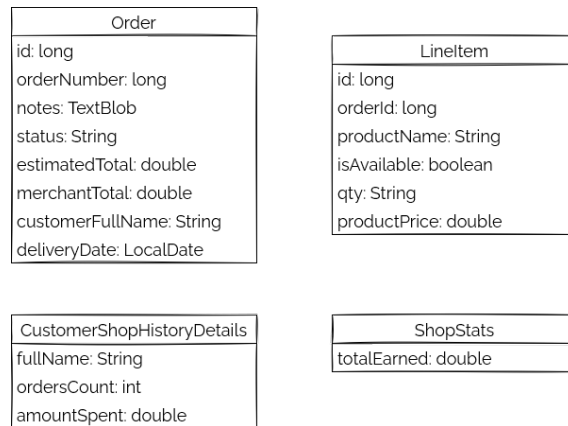 Order
id: long
orderNumber: long
notes: TextBlob
status: String
estimatedTotal: double
merchantTotal: double
customerFullName: String
deliveryDate: LocalDate
LineItem
id: long
orderId: long
productName: String
isAvailable: boolean
qty: String
productPrice: double
CustomerShopHistoryDetails
fullName: String
ordersCount: int
amountSpent: double
ShopStats
totalEarned: double